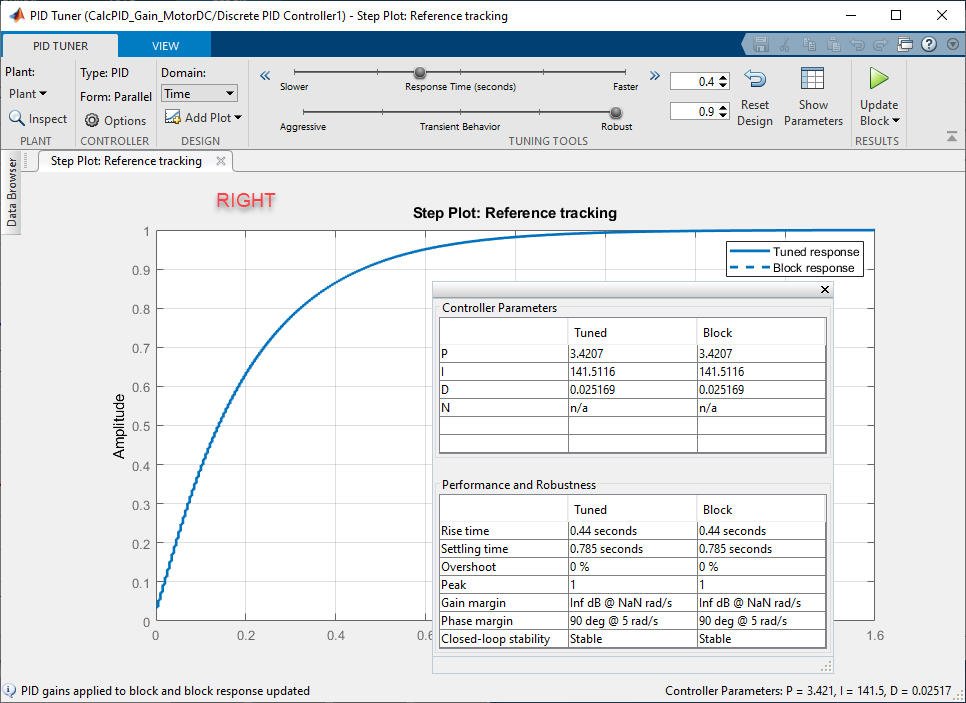 PID Tuner (CalcPID_Gain_MotorDC/Discrete PID Controller1) - Step Plot: Reference tracking
PID TUNER VIEW
Plant: Type: PID Domain:
Plant Form: Parallel Time
Inspect Options Add Plot
PLANT CONTROLLER DESIGN
Slower Response Time (seconds) Faster 0.4
Aggressive Transient Behavior Robust 0.9
Reset Design
Show Parameters
Update Block
TUNING TOOLS RESULTS
Data Browser
Step Plot: Reference tracking
RIGHT
Step Plot: Reference tracking
Amplitude
1
0.9
0.8
0.7
0.6
0.5
0.4
0.3
0.2
0.1
0
0 0.2 0.4 0.6 1.6
Tuned response
Block response
Controller Parameters
Tuned Block
P 3.4207 3.4207
I 141.5116 141.5116
D 0.025169 0.025169
N n/a n/a
Performance and Robustness
Tuned Block
Rise time 0.44 seconds 0.44 seconds
Settling time 0.785 seconds 0.785 seconds
Overshoot 0 % 0 %
Peak 1 1
Gain margin Inf dB @ NaN rad/s Inf dB @ NaN rad/s
Phase margin 90 deg @ 5 rad/s 90 deg @ 5 rad/s
Closed-loop stability Stable Stable
PID gains applied to block and block response updated
Controller Parameters: P = 3.421, I = 141.5, D = 0.02517